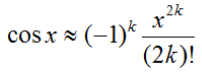 cos x ≈ (−1)^k x^{2k} / (2k)!